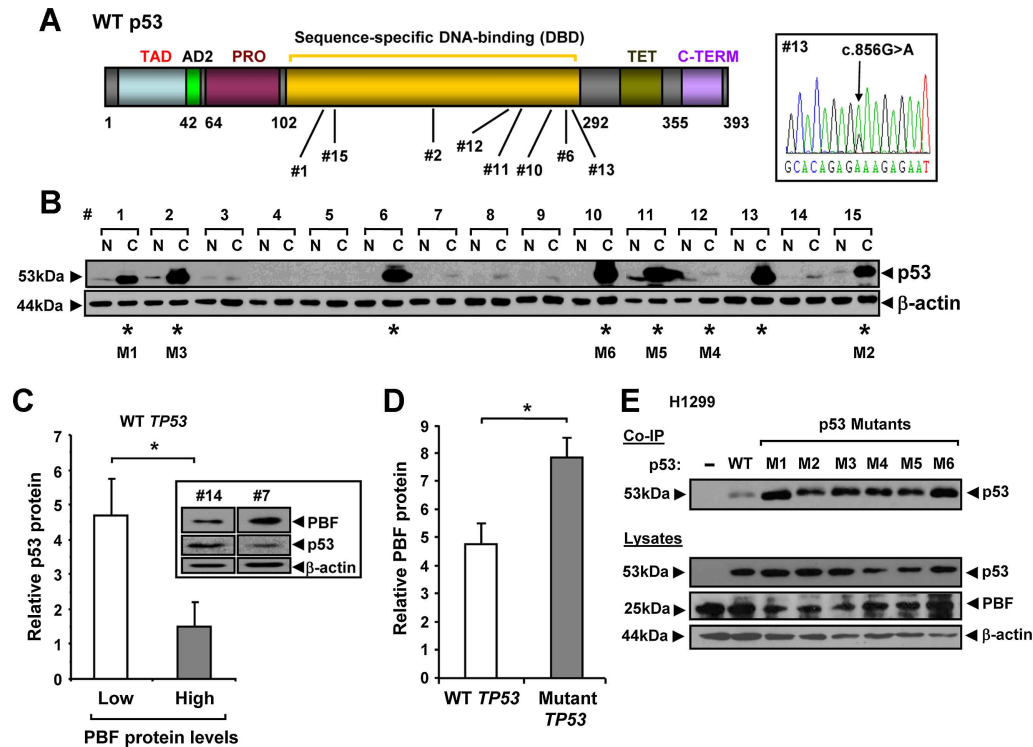 A
WT p53
Sequence-specific DNA-binding (DBD)
TAD AD2 PRO TET C-TERM
1 42 64 102 292 355 393
#1 #15 #2 #12 #11 #10 #6 #13
#13
c.856G>A
GCACAGAGAAAGAGAAT
B
# 1 2 3 4 5 6 7 8 9 10 11 12 13 14 15
N C N C N C N C N C N C N C N C N C N C N C N C N C N C N C
53kDa p53
44kDa β-actin
* * * * * * * *
M1 M3 M6 M5 M4 M2
C
WT TP53
*
Relative p53 protein
7
6
5
4
3
2
1
0
#14 #7
PBF
p53
β-actin
Low High
PBF protein levels
D
*
Relative PBF protein
9
8
7
6
5
4
3
2
1
0
WT TP53 Mutant
TP53
E H1299
Co-IP p53 Mutants
p53: – WT M1 M2 M3 M4 M5 M6
53kDa p53
Lysates
53kDa p53
25kDa PBF
44kDa β-actin